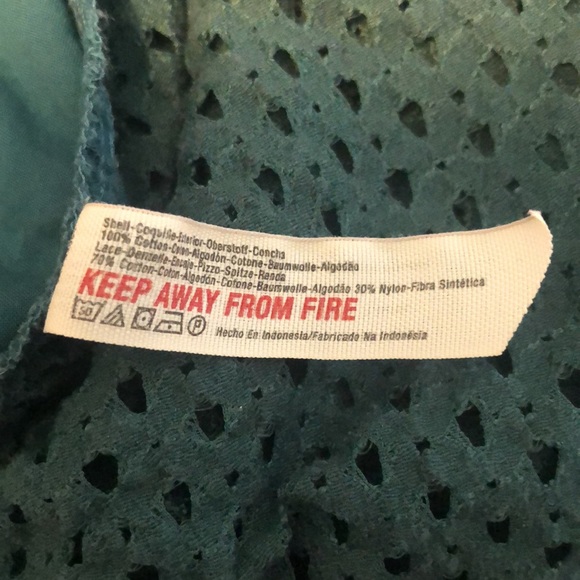 Shell-Coquille-Exterior-Oberstoff-Concha
100% Cotton-Coton-Algodón-Cotone-Baumwolle-Algodão
Lace-Dentelle-Encaje-Pizzo-Spitze-Renda
70% Cotton-Coton-Algodón-Cotone-Baumwolle-Algodão 30% Nylon-Fibra Sintética
KEEP AWAY FROM FIRE
50 P Hecho En Indonesia/Fabricado Na Indonésia